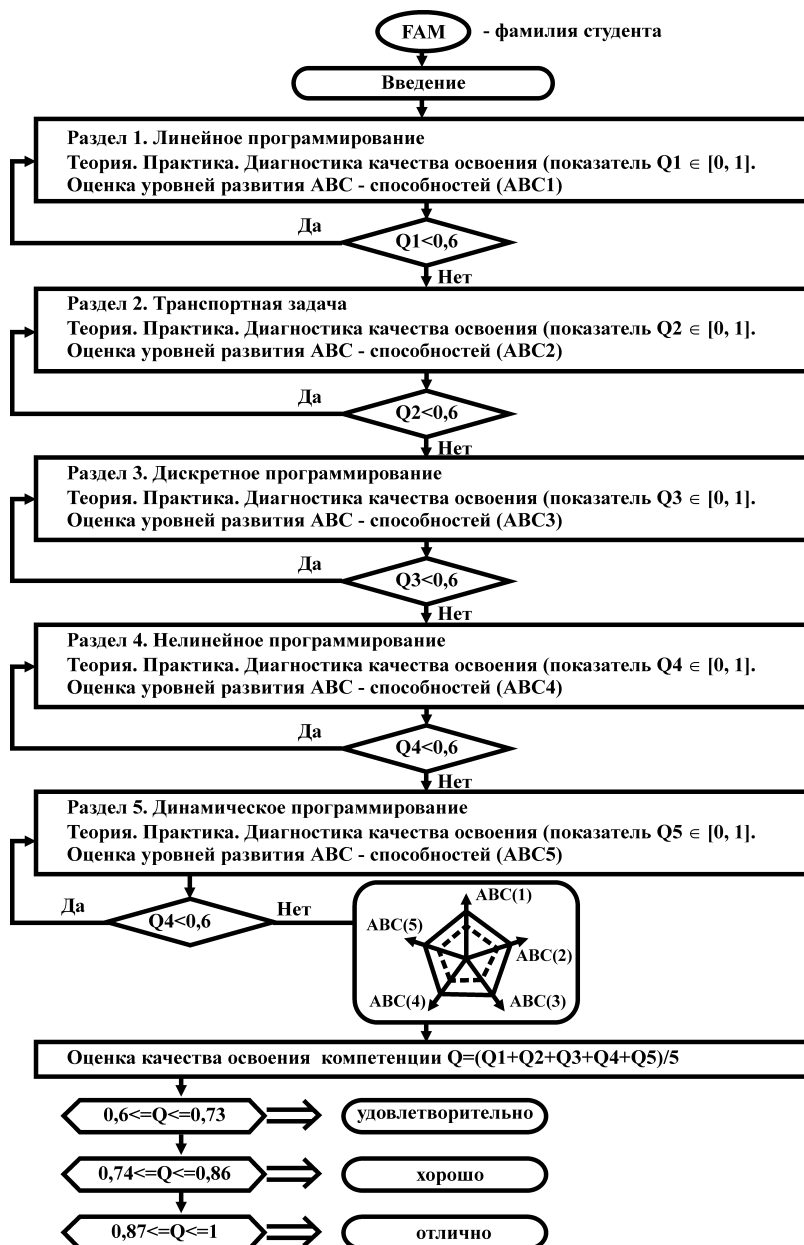 FAM - фамилия студента
Введение
Раздел 1. Линейное программирование
Теория. Практика. Диагностика качества освоения (показатель Q1 ∈ [0, 1].
Оценка уровней развития ABC - способностей (ABC1)
Да
Q1<0,6
Нет
Раздел 2. Транспортная задача
Теория. Практика. Диагностика качества освоения (показатель Q2 ∈ [0, 1].
Оценка уровней развития ABC - способностей (ABC2)
Да
Q2<0,6
Нет
Раздел 3. Дискретное программирование
Теория. Практика. Диагностика качества освоения (показатель Q3 ∈ [0, 1].
Оценка уровней развития ABC - способностей (ABC3)
Да
Q3<0,6
Нет
Раздел 4. Нелинейное программирование
Теория. Практика. Диагностика качества освоения (показатель Q4 ∈ [0, 1].
Оценка уровней развития ABC - способностей (ABC4)
Да
Q4<0,6
Нет
Раздел 5. Динамическое программирование
Теория. Практика. Диагностика качества освоения (показатель Q5 ∈ [0, 1].
Оценка уровней развития ABC - способностей (ABC5)
Да
Q4<0,6
Нет
ABC(1)
ABC(5)
ABC(2)
ABC(4)
ABC(3)
Оценка качества освоения компетенции Q=(Q1+Q2+Q3+Q4+Q5)/5
0,6<=Q<=0,73
удовлетворительно
0,74<=Q<=0,86
хорошо
0,87<=Q<=1
отлично